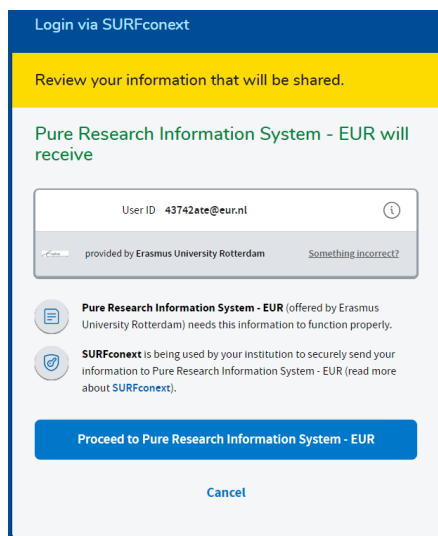 Login via SURFconext
Review your information that will be shared.
Pure Research Information System - EUR will
receive
User ID 43742ate@eur.nl
provided by Erasmus University Rotterdam Something incorrect?
Pure Research Information System - EUR (offered by Erasmus
University Rotterdam) needs this information to function properly.
SURFconext is being used by your institution to securely send your
information to Pure Research Information System - EUR (read more
about SURFconext).
Proceed to Pure Research Information System - EUR
Cancel